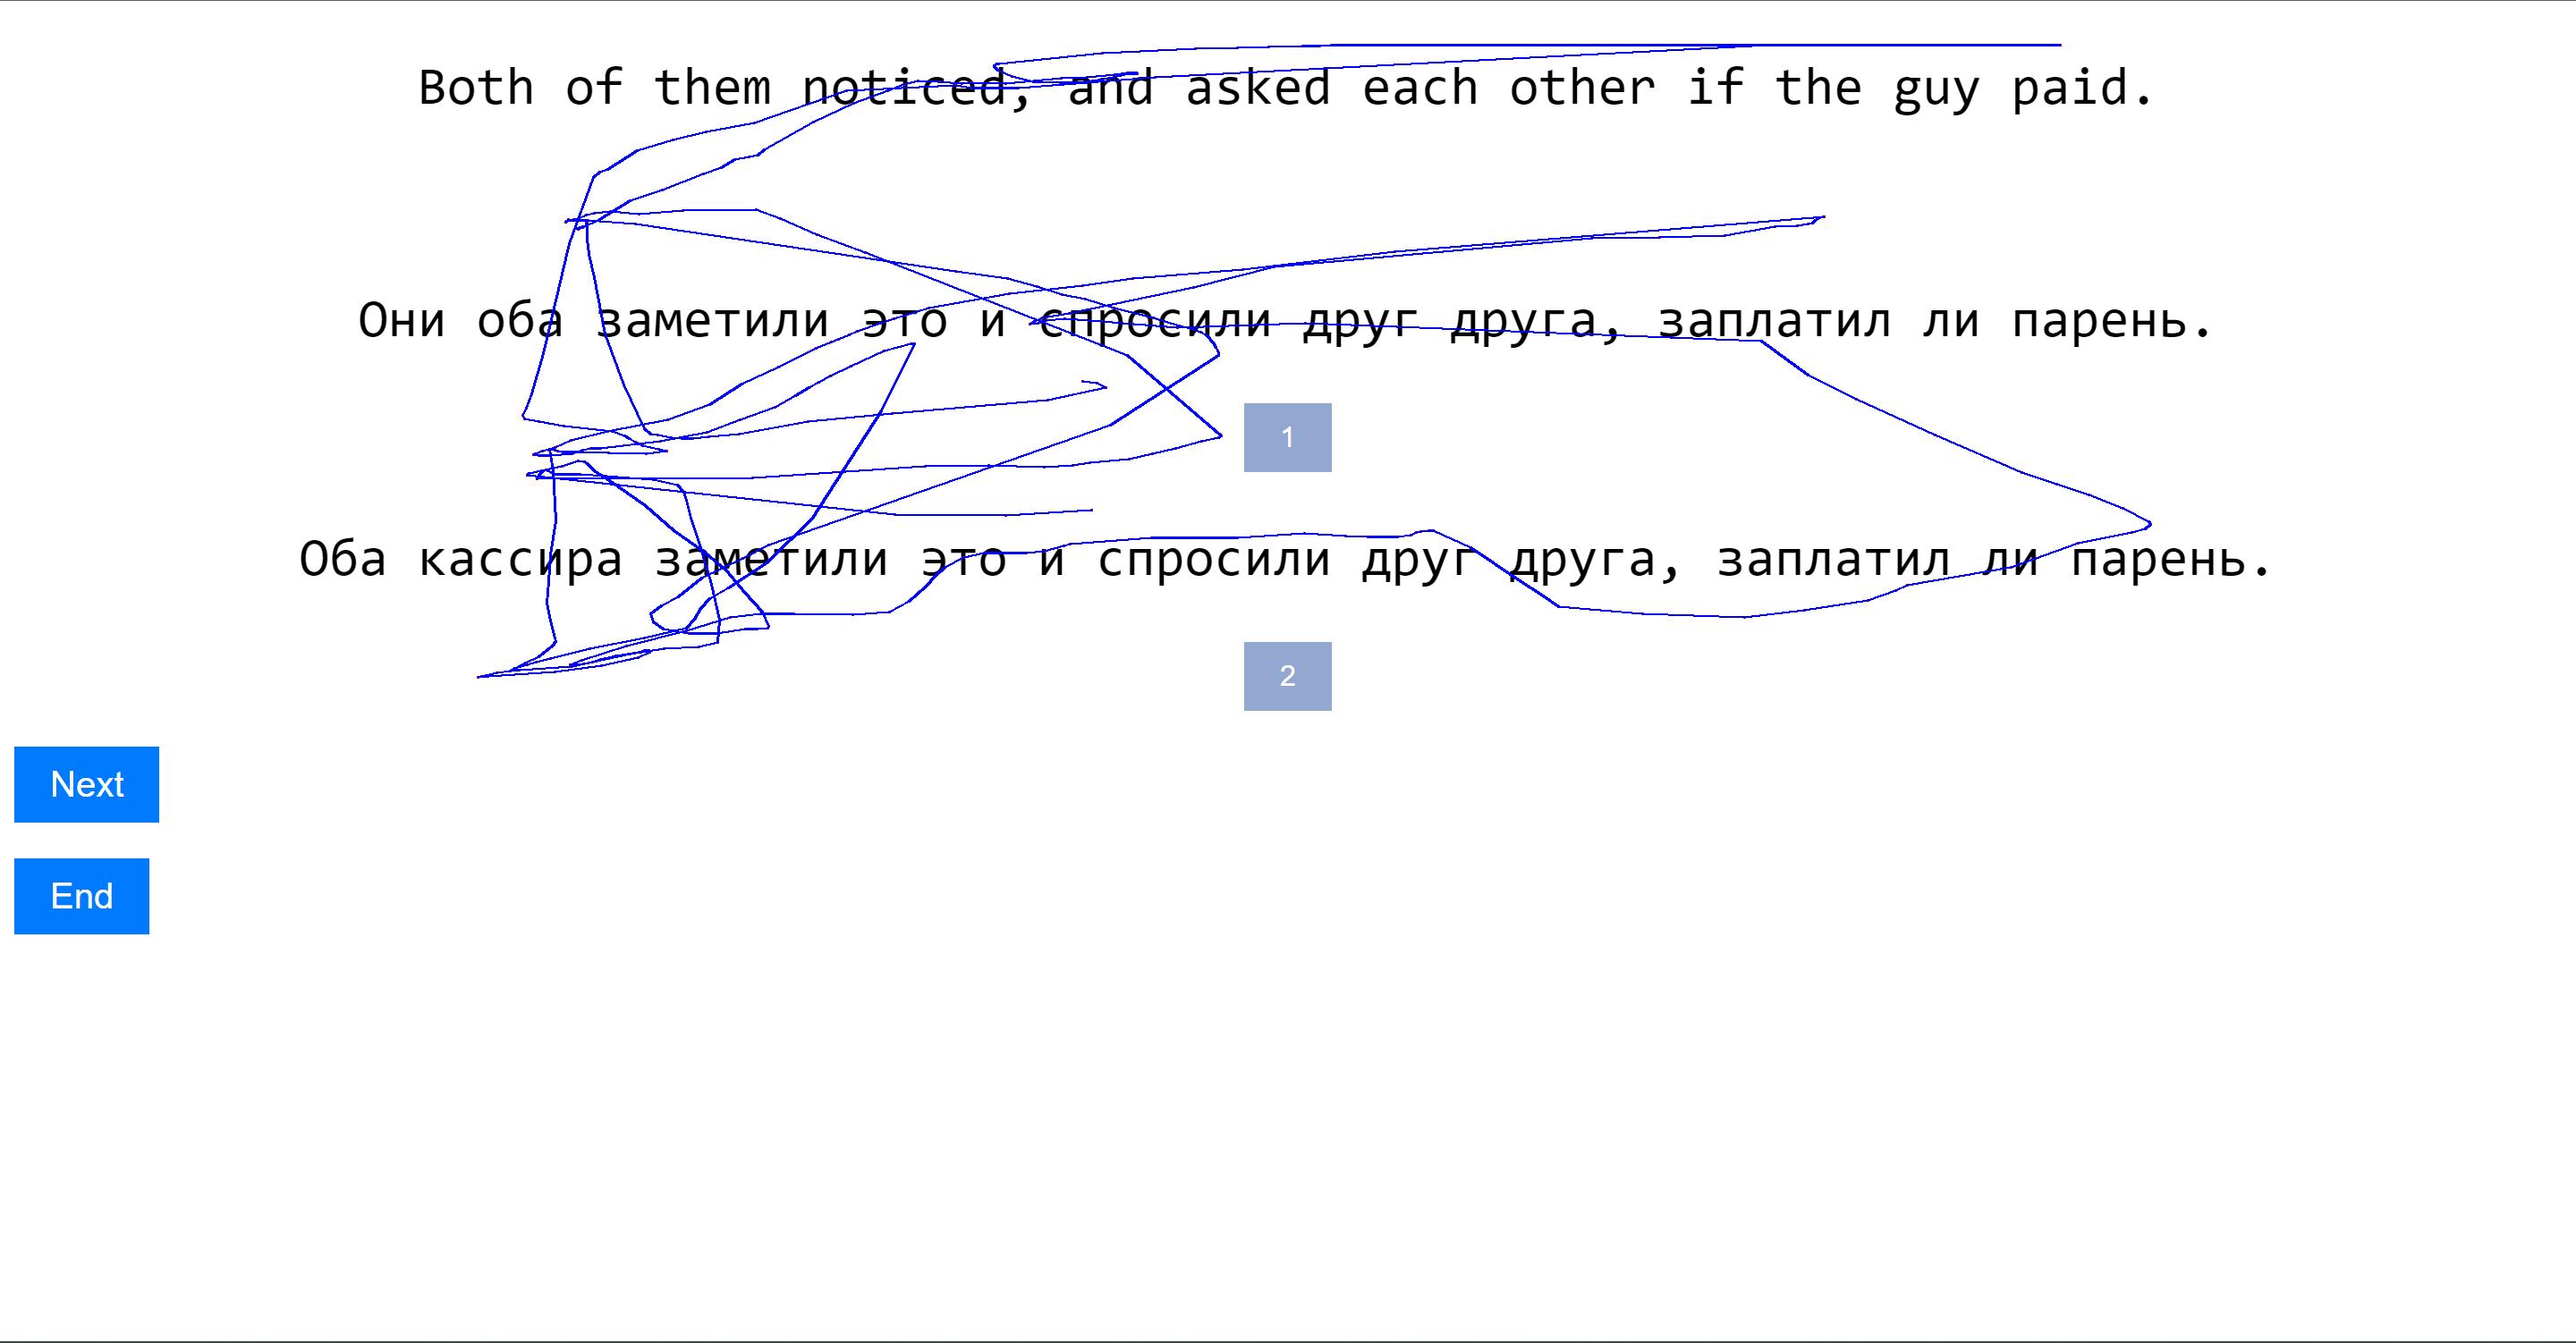 Both of them noticed, and asked each other if the guy paid.
Они оба заметили это и спросили друг друга, заплатил ли парень.
1
Оба кассира заметили это и спросили друг друга, заплатил ли парень.
2
Next
End